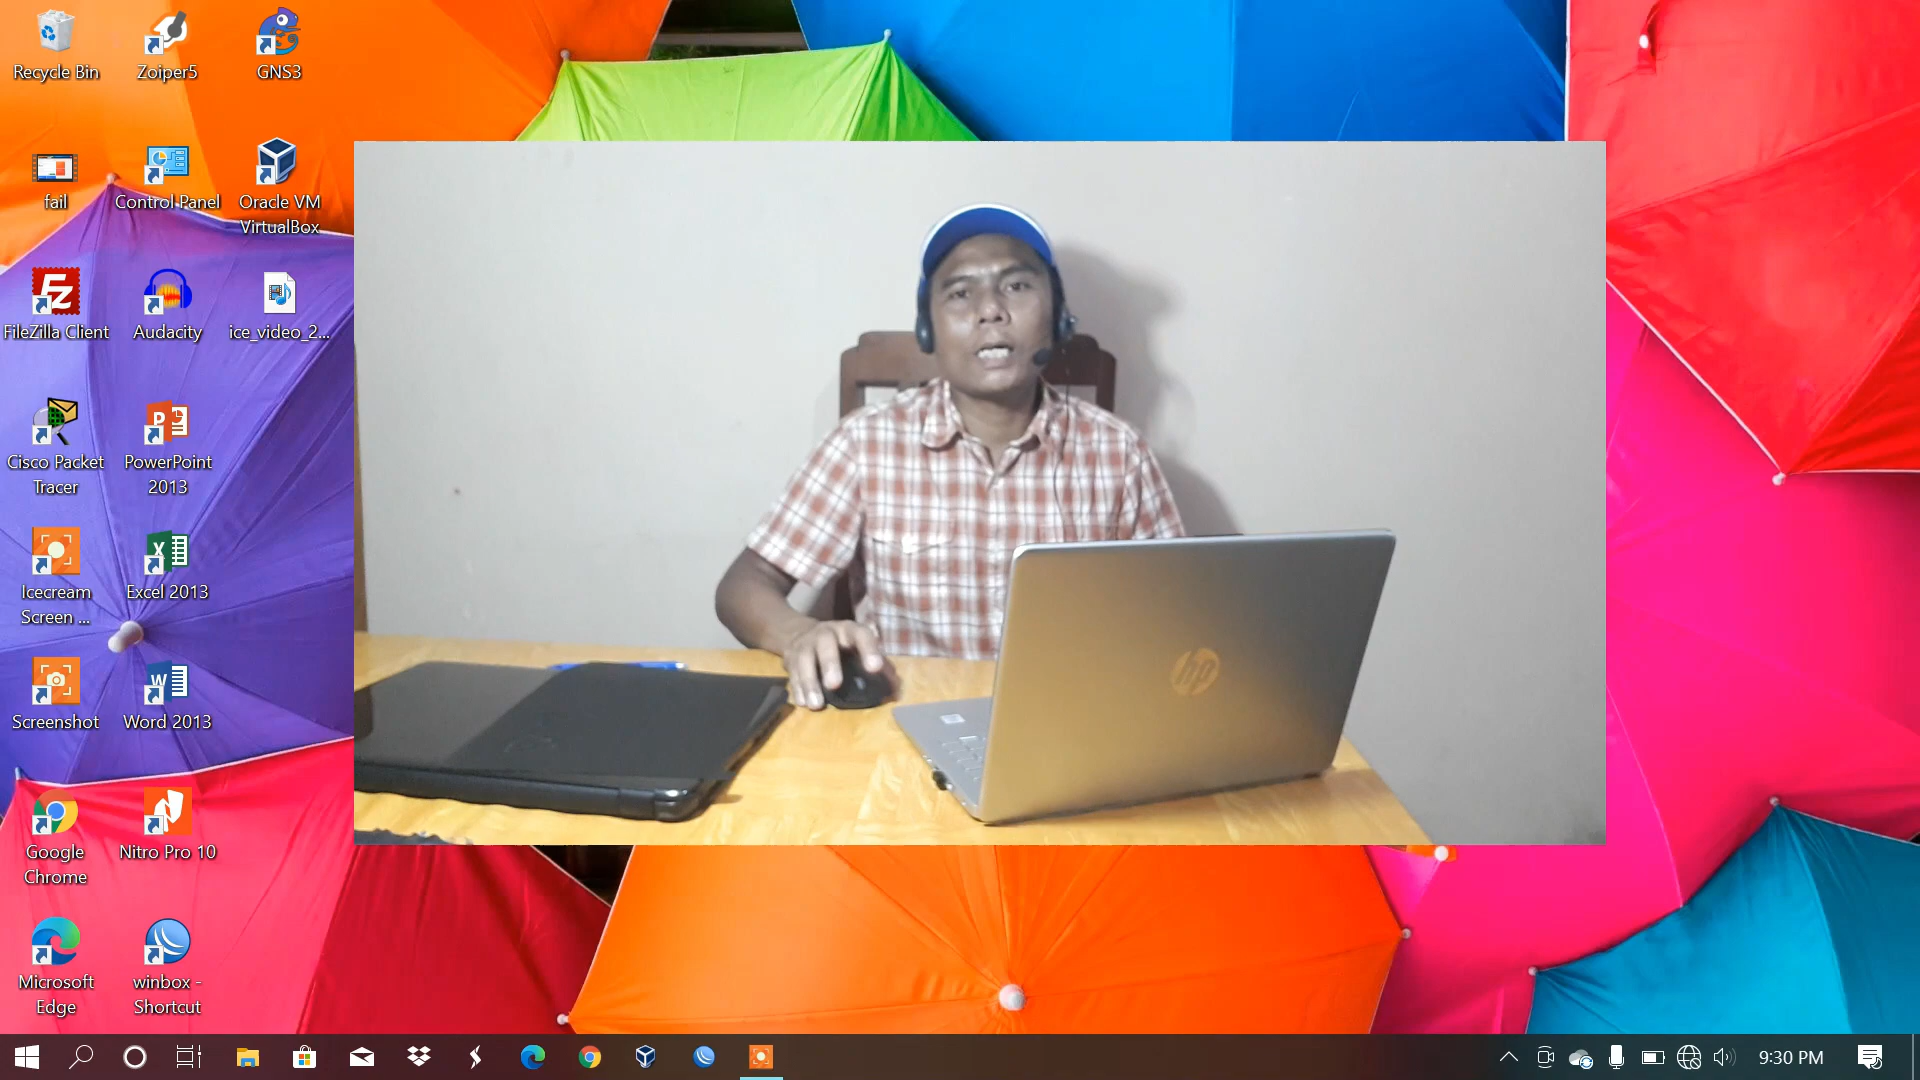 Recycle Bin
Zoiper5
GNS3
fail
Control Panel
Oracle VM
VirtualBox
FileZilla Client
Audacity
ice_video_2...
Cisco Packet
Tracer
PowerPoint
2013
Icecream
Screen ...
Excel 2013
Screenshot
Word 2013
Google
Chrome
Nitro Pro 10
Microsoft
Edge
winbox -
Shortcut
hp
9:30 PM